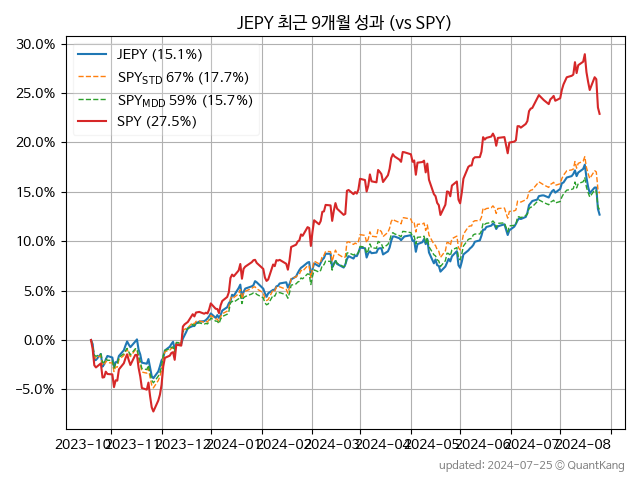 JEPY 최근 9개월 성과 (vs SPY)
JEPY (15.1%)
SPY_STD 67% (17.7%)
SPY_MDD 59% (15.7%)
SPY (27.5%)
30.0%
25.0%
20.0%
15.0%
10.0%
5.0%
0.0%
−5.0%
2023-10 2023-11 2023-12 2024-01 2024-02 2024-03 2024-04 2024-05 2024-06 2024-07 2024-08
updated: 2024-07-25 © QuantKang